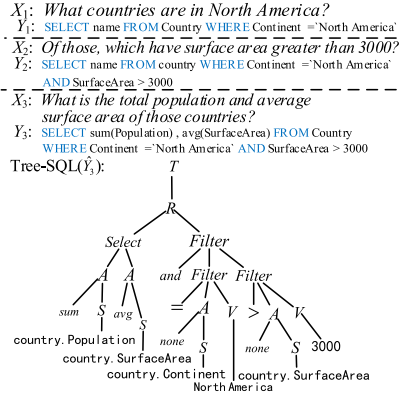 X1: What countries are in North America?
Y1: SELECT name FROM Country WHERE Continent =`North America`
X2: Of those, which have surface area greater than 3000?
Y2: SELECT name FROM country WHERE Continent =`North America`
AND SurfaceArea > 3000
X3: What is the total population and average
surface area of those countries?
Y3: SELECT sum(Population) , avg(SurfaceArea) FROM Country
WHERE Continent =`North America` AND SurfaceArea > 3000
Tree-SQL(Ŷ3): T
R
Select Filter
A A and Filter Filter
sum S avg = A V > A V
S none none
country.Population S S 3000
country.SurfaceArea
country.Continent country.SurfaceArea
North America